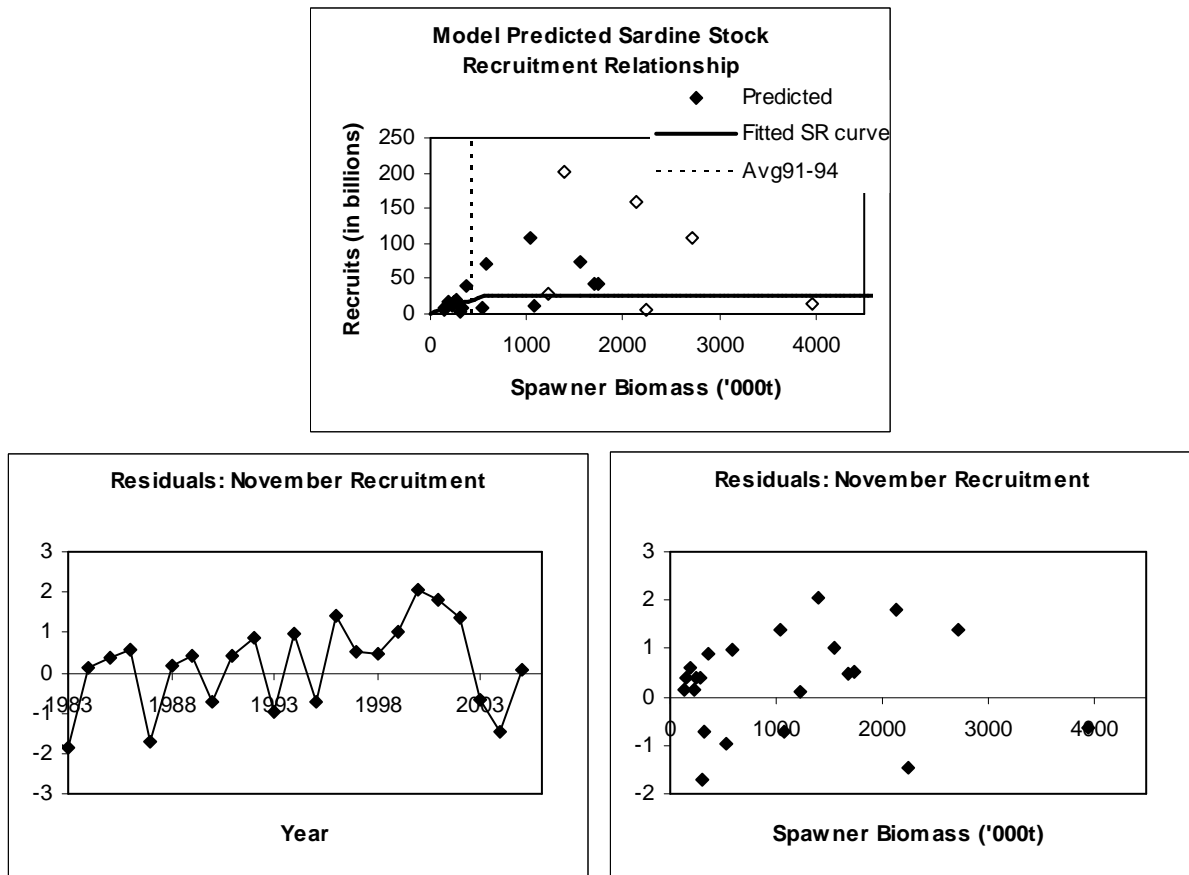 Model Predicted Sardine Stock
Recruitment Relationship
Predicted
Fitted SR curve
Avg91-94
Recruits (in billions)
250
200
150
100
50
0
0 1000 2000 3000 4000
Spawner Biomass ('000t)
Residuals: November Recruitment
3
2
1
0
-1
-2
-3
1983 1988 1993 1998 2003
Year
Residuals: November Recruitment
3
2
1
0
-1
-2
0 1000 2000 3000 4000
Spawner Biomass ('000t)